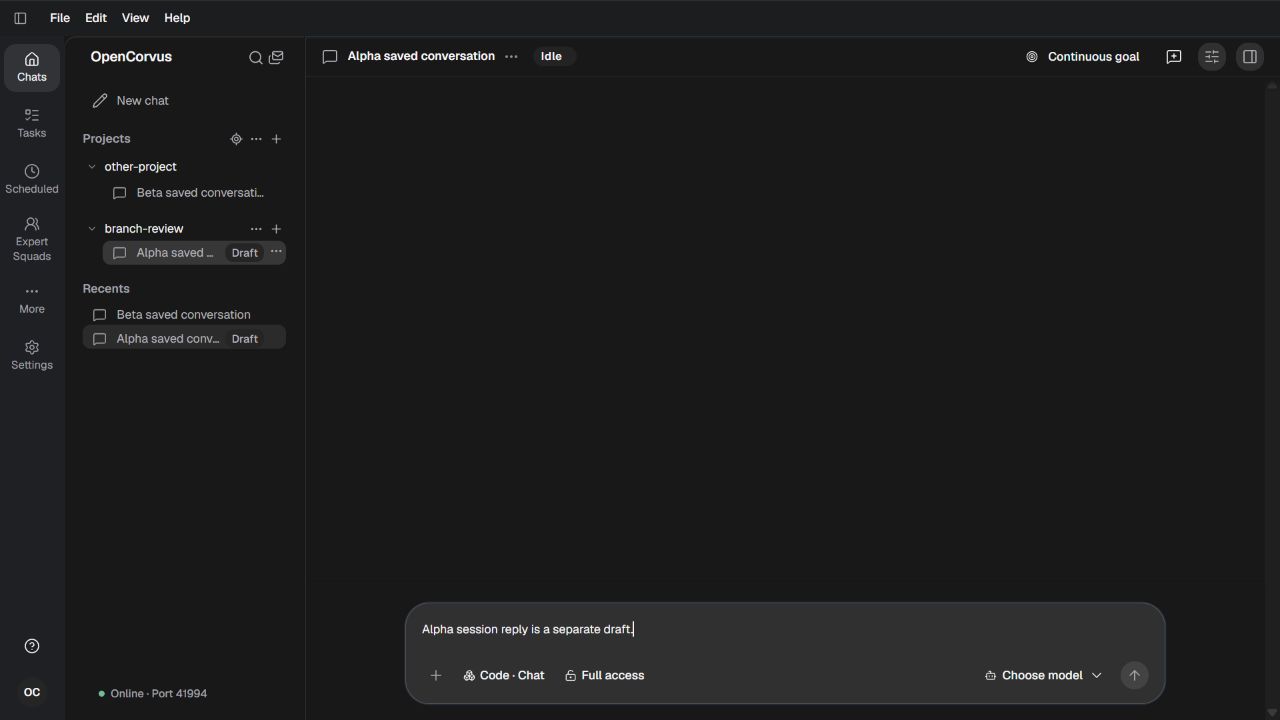 File Edit View Help
OpenCorvus
Alpha saved conversation ··· Idle
Continuous goal
Chats
Tasks
Scheduled
Expert
Squads
More
Settings
New chat
Projects
other-project
Beta saved conversati...
branch-review
Alpha saved ... Draft
Recents
Beta saved conversation
Alpha saved conv... Draft
Alpha session reply is a separate draft.
Code · Chat
Full access
Choose model
OC
Online · Port 41994